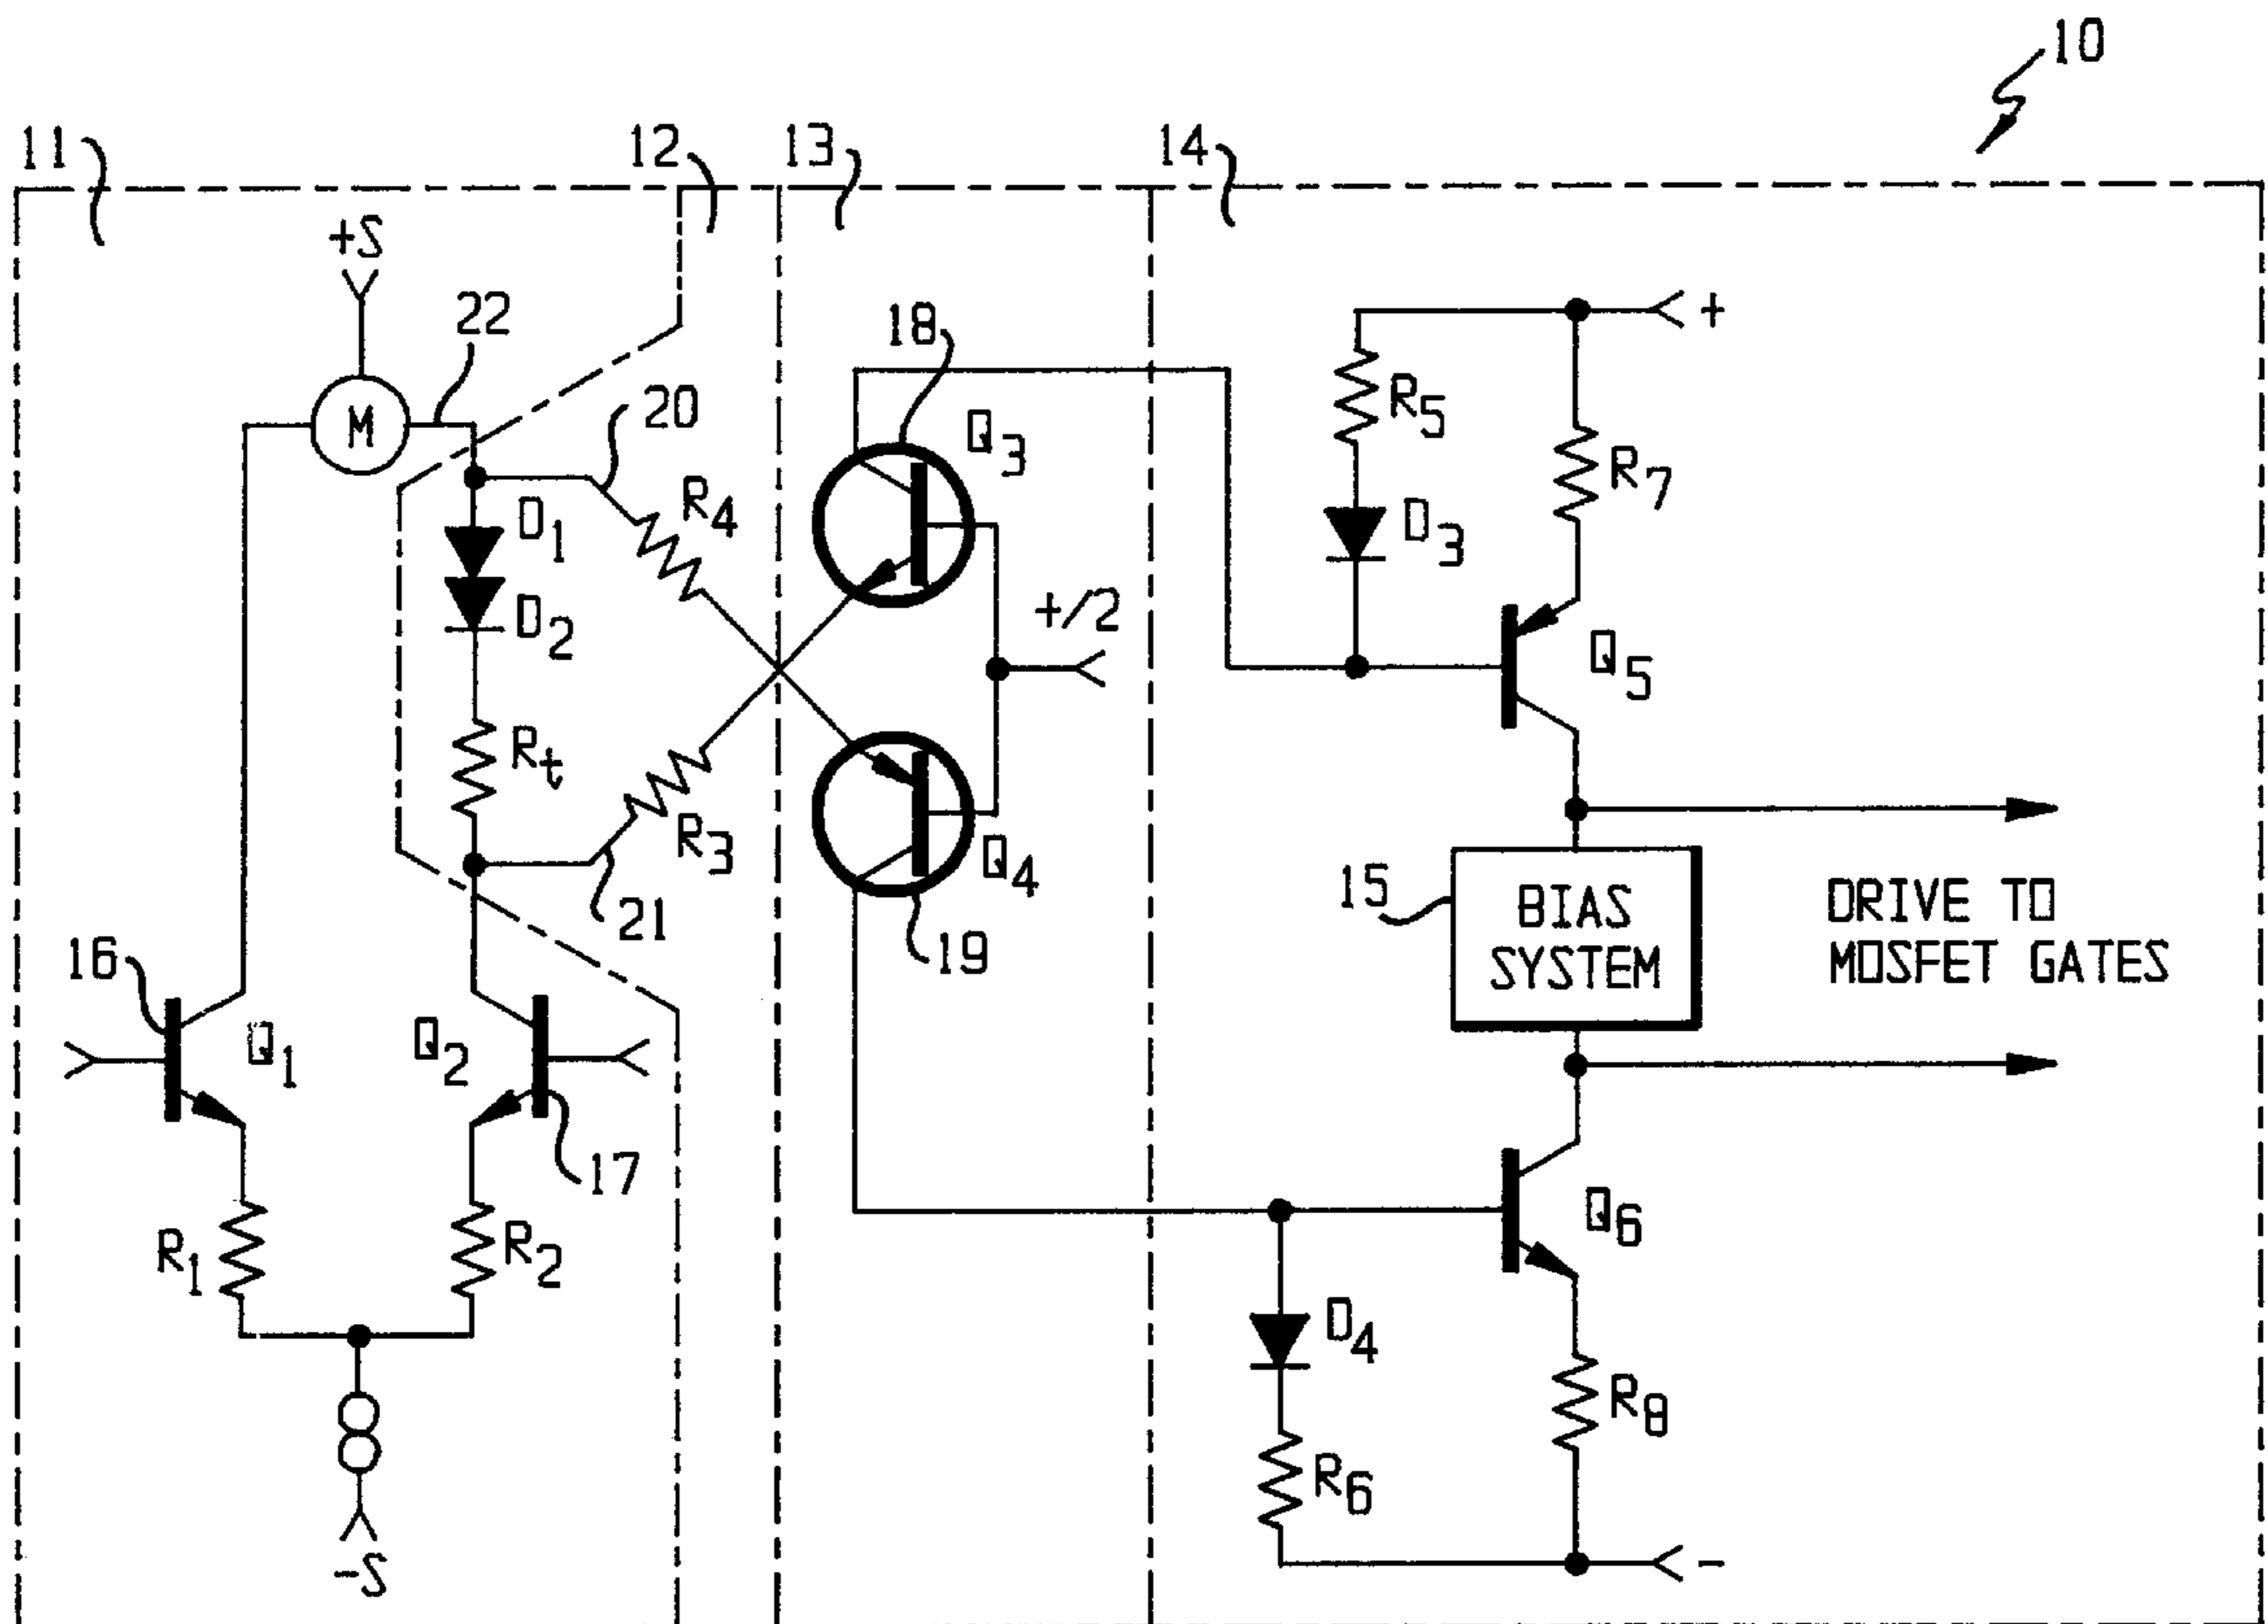 10
11
12
13
14
+S
22
18
+
20
Q3
R5
R7
M
R4
D1
D3
+/2
D2
Q5
Rt
R3
Q4
15
BIAS
SYSTEM
DRIVE TO
MOSFET GATES
21
19
16
Q1
Q2
17
Q6
R1
R2
D4
R8
R6
-S
-